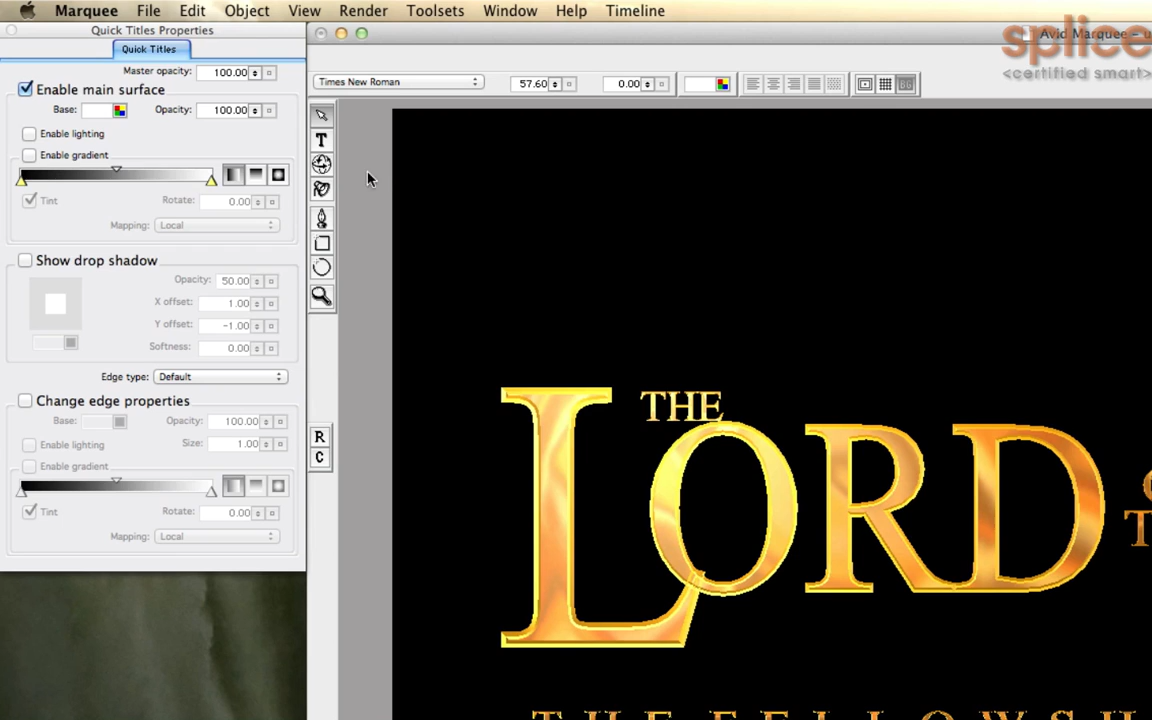 Marquee File Edit Object View Render Toolsets Window Help Timeline
Quick Titles Properties
Quick Titles
Master opacity: 100.00
Enable main surface
Base: Opacity: 100.00
Enable lighting
Enable gradient
Tint Rotate: 0.00
Mapping: Local
Show drop shadow
Opacity: 50.00
X offset: 1.00
Y offset: -1.00
Softness: 0.00
Edge type: Default
Change edge properties
Base: Opacity: 100.00
Enable lighting Size: 1.00
Enable gradient
Tint Rotate: 0.00
Mapping: Local
Avid Marquee – u
splice
<certified smart>
Times New Roman 57.60 0.00
T
R
C
THE
LORD
T
THE FELLOWSH